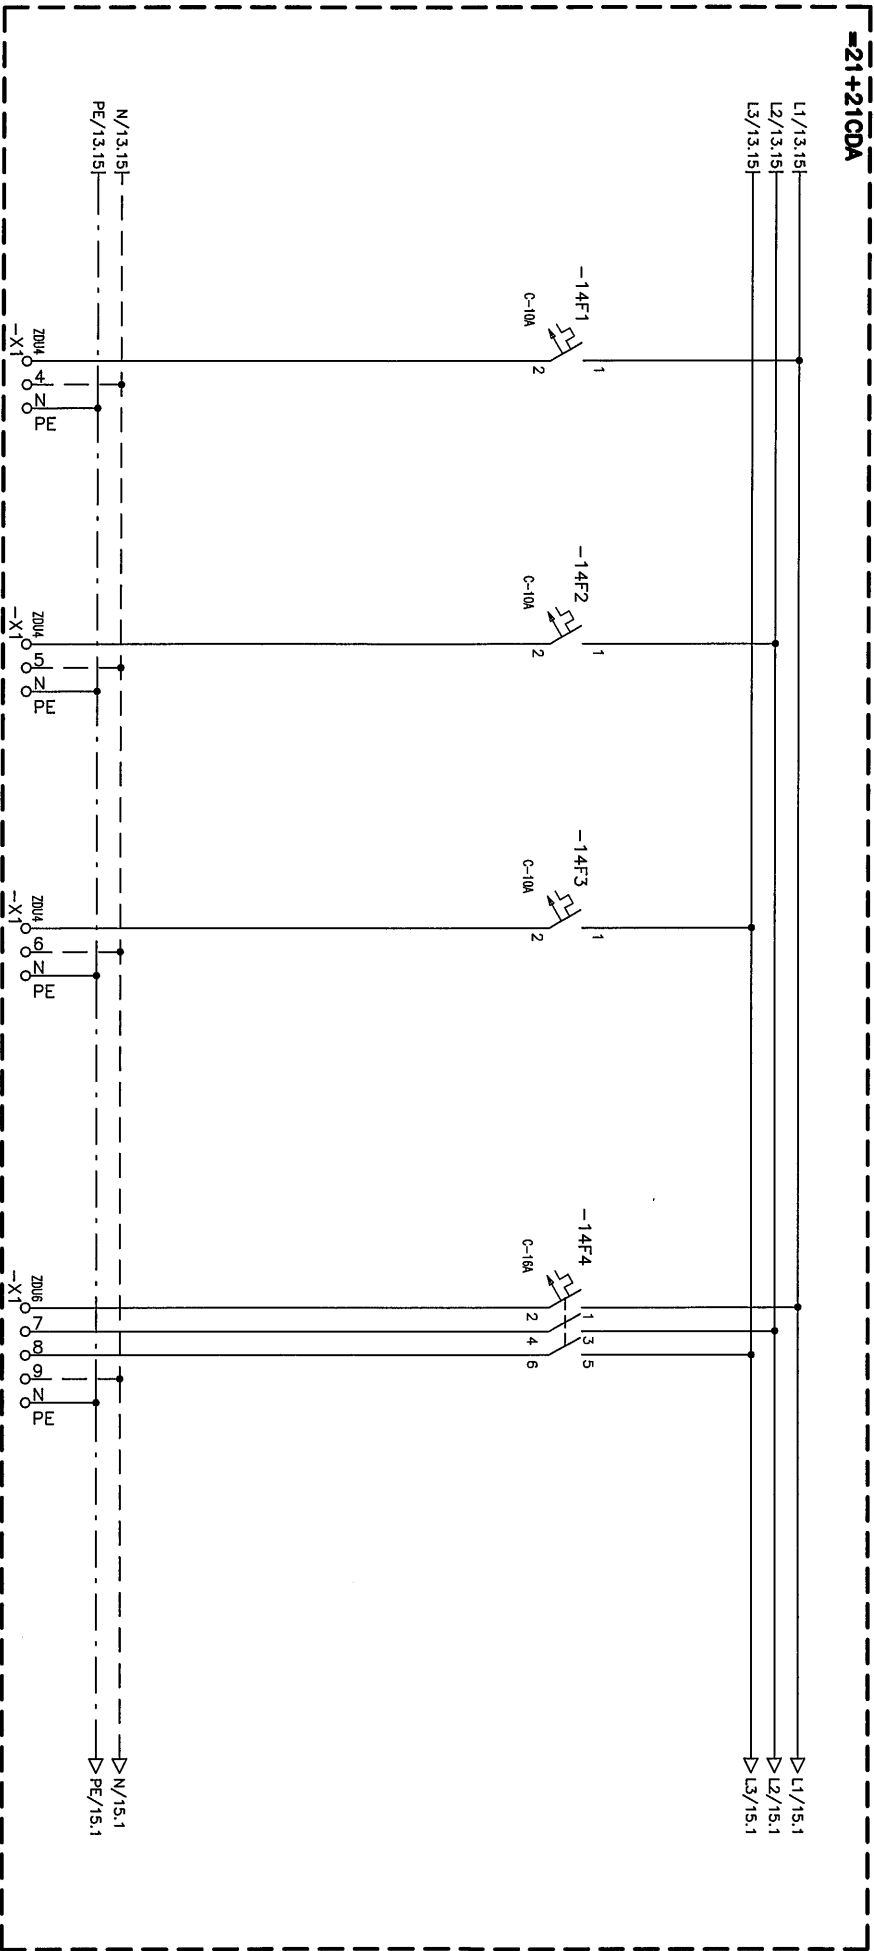 =21+21CDA
L1/13.15
L2/13.15
L3/13.15
L1/15.1
L2/15.1
L3/15.1
-14F1
C-10A
1
2
-14F2
C-10A
1
2
-14F3
C-10A
1
2
-14F4
C-16A
1 3 5
2 4 6
N/13.15
PE/13.15
N/15.1
PE/15.1
ZDU4
-X1
4 N PE
ZDU4
-X1
5 N PE
ZDU4
-X1
6 N PE
ZDU6
-X1
7 8 9 N PE